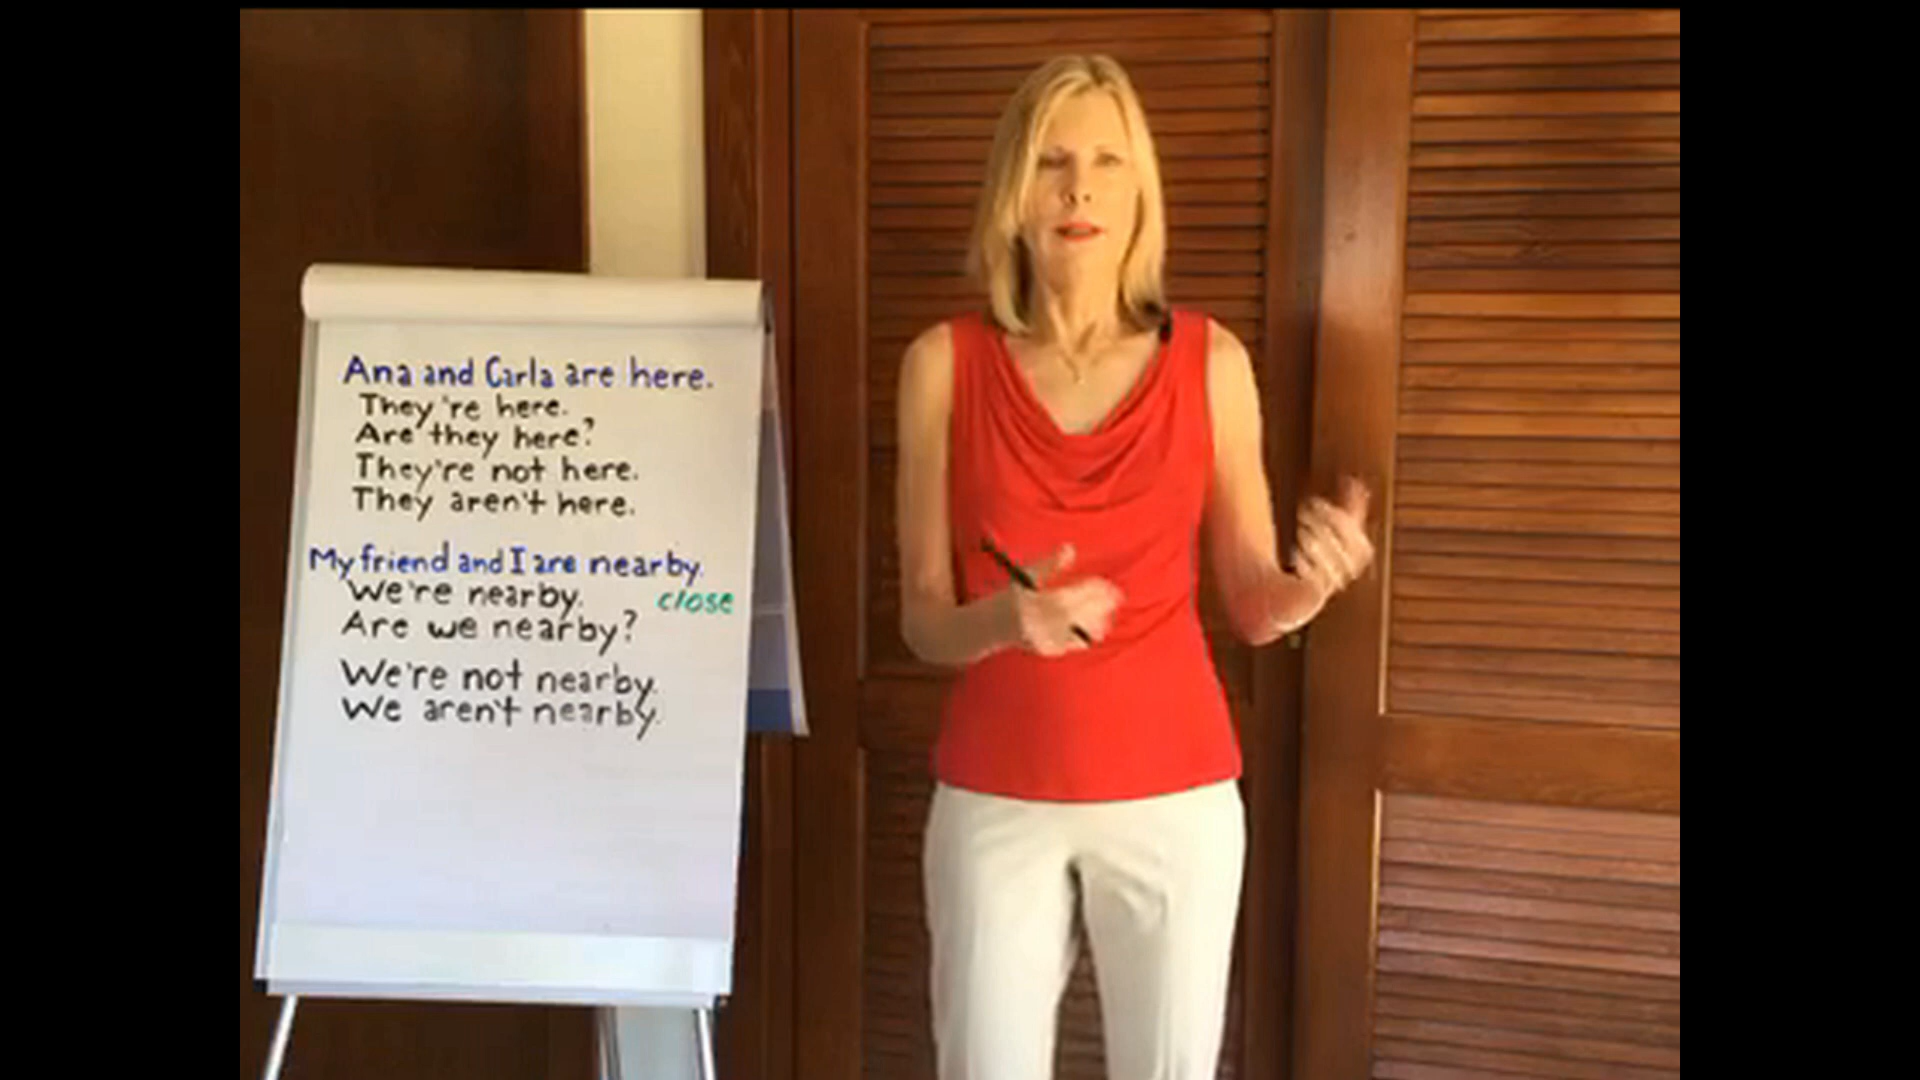 Ana and Carla are here.
They're here.
Are they here?
They're not here.
They aren't here.
My friend and I are nearby.
We're nearby.
close
Are we nearby?
We're not nearby.
We aren't nearby.